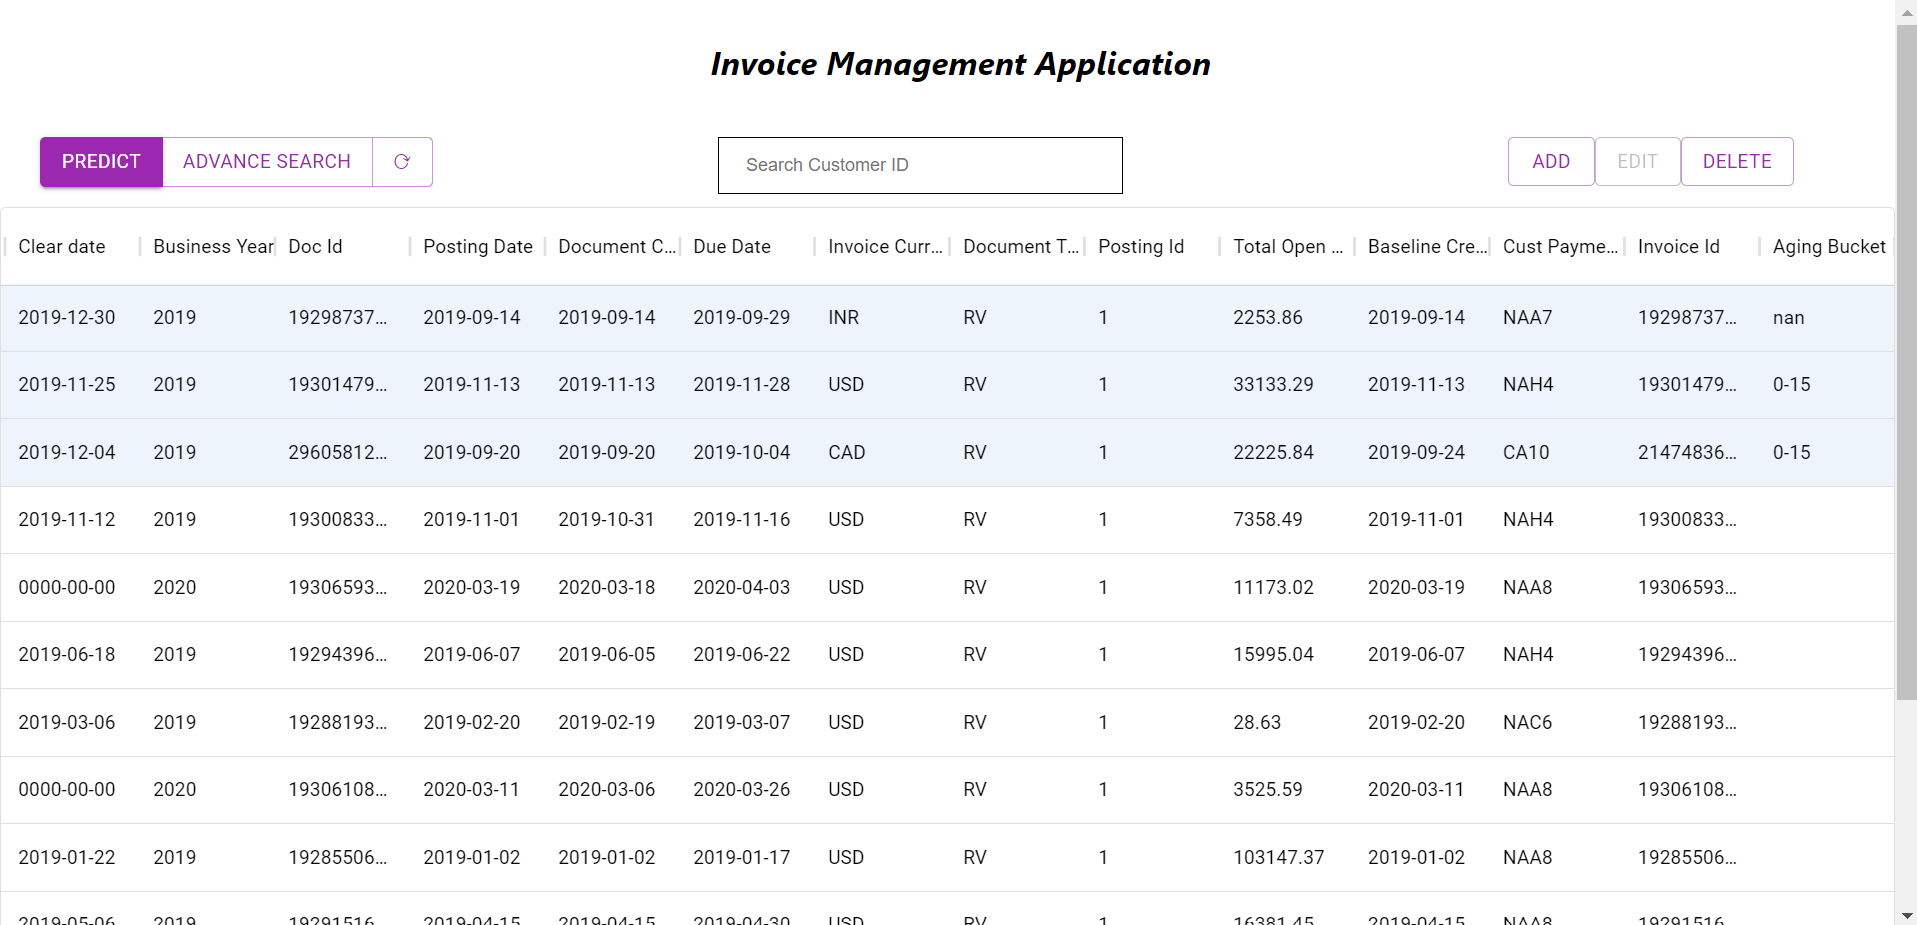 Invoice Management Application
PREDICT ADVANCE SEARCH Search Customer ID ADD EDIT DELETE
Clear date Business Year Doc Id Posting Date Document C... Due Date Invoice Curr... Document T... Posting Id Total Open ... Baseline Cre... Cust Payme... Invoice Id Aging Bucket
2019-12-30 2019 19298737... 2019-09-14 2019-09-14 2019-09-29 INR RV 1 2253.86 2019-09-14 NAA7 19298737... nan
2019-11-25 2019 19301479... 2019-11-13 2019-11-13 2019-11-28 USD RV 1 33133.29 2019-11-13 NAH4 19301479... 0-15
2019-12-04 2019 29605812... 2019-09-20 2019-09-20 2019-10-04 CAD RV 1 22225.84 2019-09-24 CA10 21474836... 0-15
2019-11-12 2019 19300833... 2019-11-01 2019-10-31 2019-11-16 USD RV 1 7358.49 2019-11-01 NAH4 19300833...
0000-00-00 2020 19306593... 2020-03-19 2020-03-18 2020-04-03 USD RV 1 11173.02 2020-03-19 NAA8 19306593...
2019-06-18 2019 19294396... 2019-06-07 2019-06-05 2019-06-22 USD RV 1 15995.04 2019-06-07 NAH4 19294396...
2019-03-06 2019 19288193... 2019-02-20 2019-02-19 2019-03-07 USD RV 1 28.63 2019-02-20 NAC6 19288193...
0000-00-00 2020 19306108... 2020-03-11 2020-03-06 2020-03-26 USD RV 1 3525.59 2020-03-11 NAA8 19306108...
2019-01-22 2019 19285506... 2019-01-02 2019-01-02 2019-01-17 USD RV 1 103147.37 2019-01-02 NAA8 19285506...
2019-05-06 2019 19291516... 2019-04-15 2019-04-15 2019-04-30 USD RV 1 16381.45 2019-04-15 NAA8 19291516...